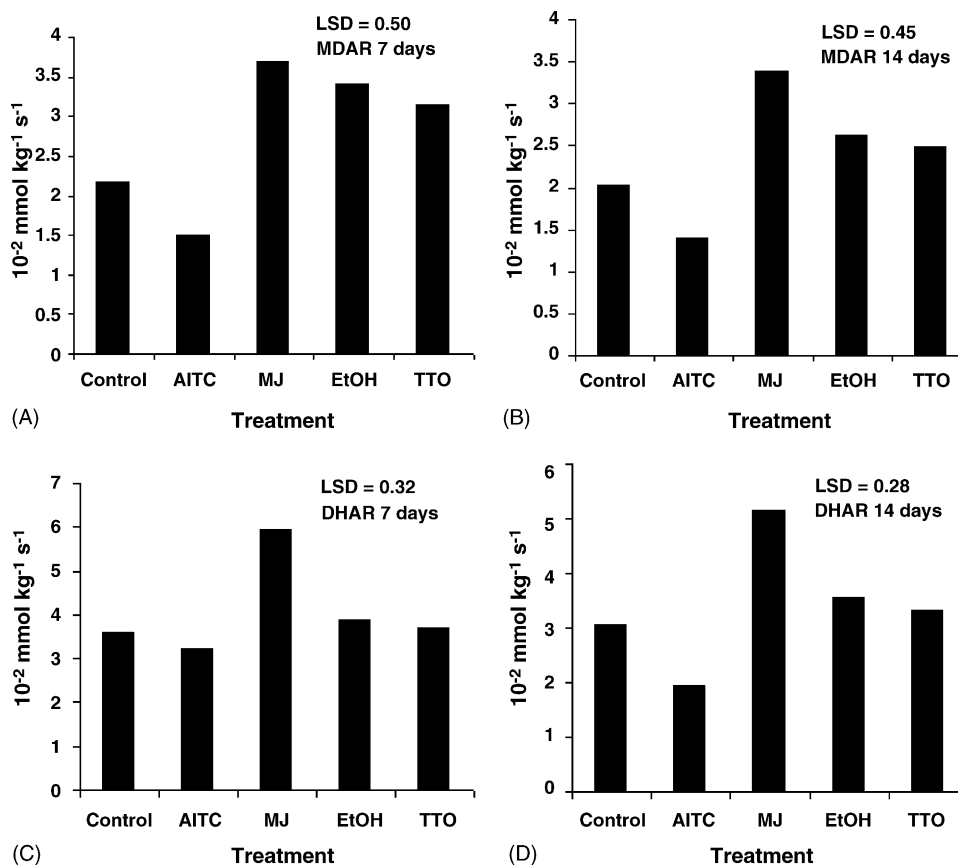 LSD = 0.50
MDAR 7 days
4
3.5
3
2.5
2
1.5
1
0.5
0
10⁻² mmol kg⁻¹ s⁻¹
Control AITC MJ EtOH TTO
(A) Treatment
LSD = 0.45
MDAR 14 days
4
3.5
3
2.5
2
1.5
1
0.5
0
10⁻² mmol kg⁻¹ s⁻¹
Control AITC MJ EtOH TTO
(B) Treatment
LSD = 0.32
DHAR 7 days
7
6
5
4
3
2
1
0
10⁻² mmol kg⁻¹ s⁻¹
Control AITC MJ EtOH TTO
(C) Treatment
LSD = 0.28
DHAR 14 days
6
5
4
3
2
1
0
10⁻² mmol kg⁻¹ s⁻¹
Control AITC MJ EtOH TTO
(D) Treatment